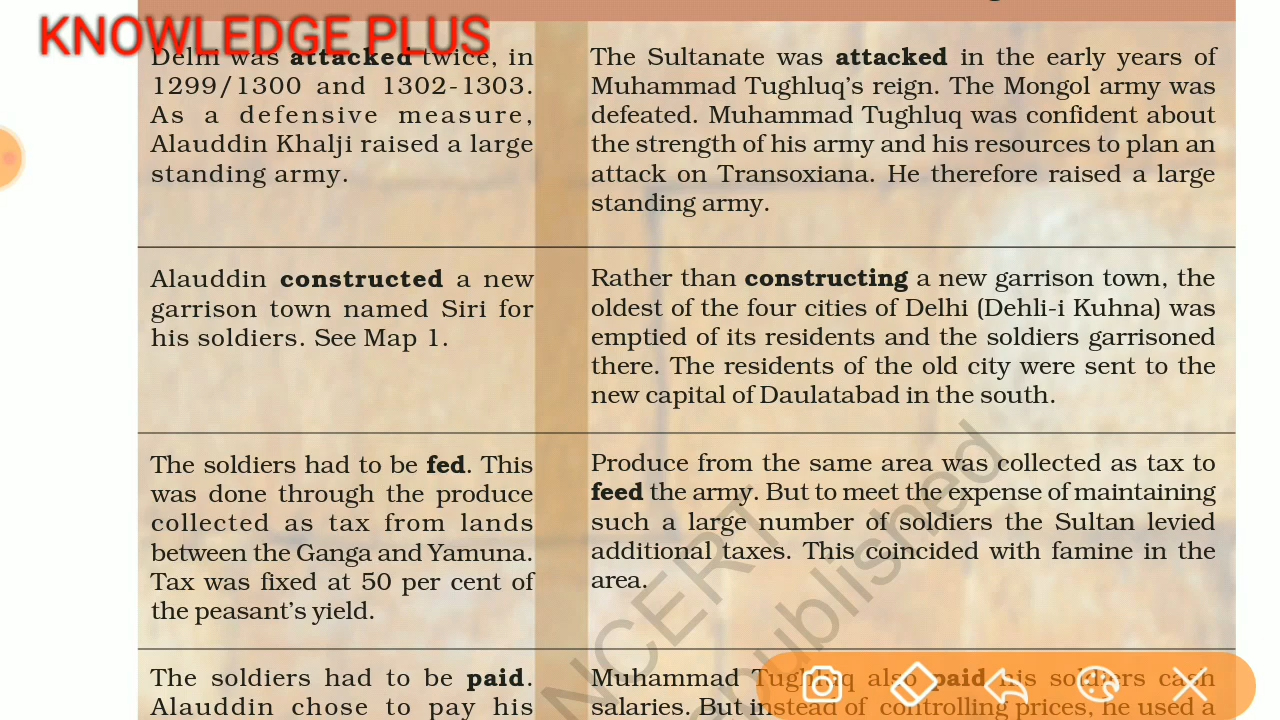 KNOWLEDGE PLUS
Delhi was attacked twice, in
1299/1300 and 1302-1303.
As a defensive measure,
Alauddin Khalji raised a large
standing army.
The Sultanate was attacked in the early years of
Muhammad Tughluq's reign. The Mongol army was
defeated. Muhammad Tughluq was confident about
the strength of his army and his resources to plan an
attack on Transoxiana. He therefore raised a large
standing army.
Alauddin constructed a new
garrison town named Siri for
his soldiers. See Map 1.
Rather than constructing a new garrison town, the
oldest of the four cities of Delhi (Dehli-i Kuhna) was
emptied of its residents and the soldiers garrisoned
there. The residents of the old city were sent to the
new capital of Daulatabad in the south.
The soldiers had to be fed. This
was done through the produce
collected as tax from lands
between the Ganga and Yamuna.
Tax was fixed at 50 per cent of
the peasant's yield.
Produce from the same area was collected as tax to
feed the army. But to meet the expense of maintaining
such a large number of soldiers the Sultan levied
additional taxes. This coincided with famine in the
area.
The soldiers had to be paid.
Alauddin chose to pay his
Muhammad Tughluq also paid his soldiers cash
salaries. But instead of controlling prices, he used a
NCERT
published